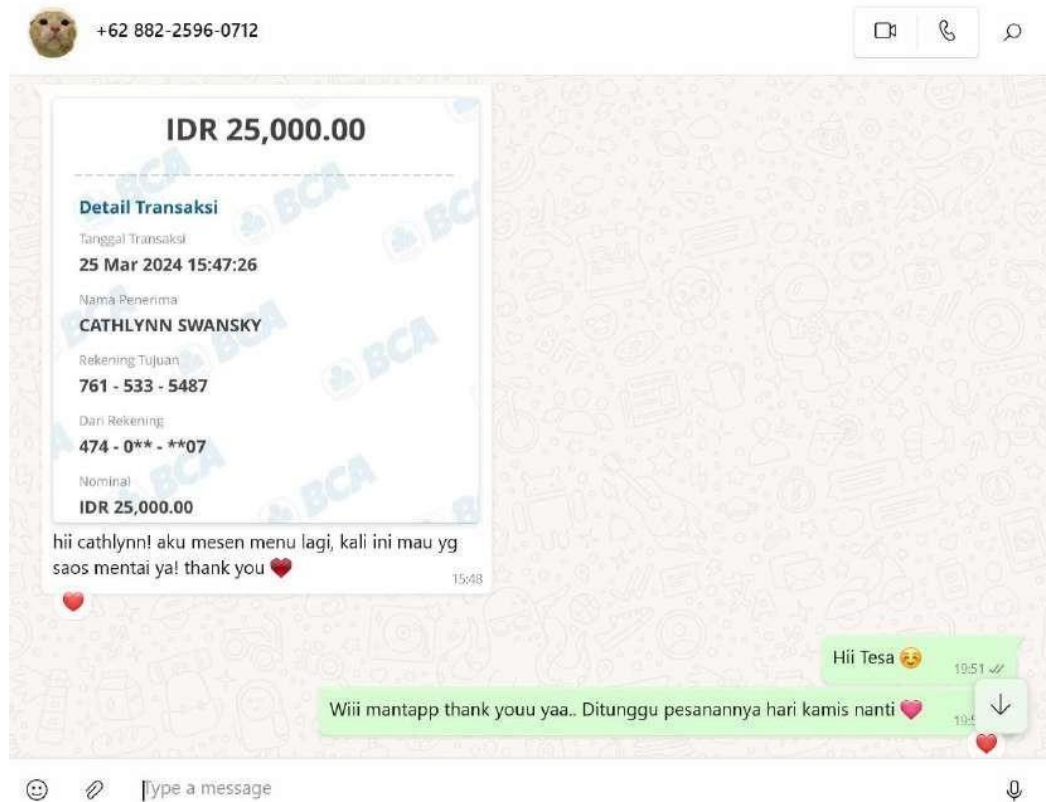 +62 882-2596-0712
IDR 25,000.00
Detail Transaksi
Tanggal Transaksi
25 Mar 2024 15:47:26
Nama Penerima
CATHLYNN SWANSKY
Rekening Tujuan
761 - 533 - 5487
Dari Rekening
474 - 0** - **07
Nominal
IDR 25,000.00
BCA
hii cathlynn! aku mesen menu lagi, kali ini mau yg
saos mentai ya! thank you ❤️
15:48
Hii Tesa ☺️
19:51
Wiii mantapp thank youu yaa.. Ditunggu pesanannya hari kamis nanti 💗
Type a message